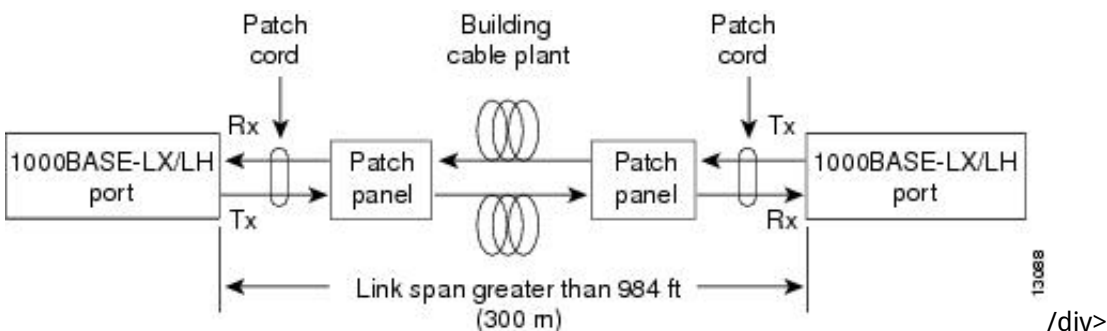 Patch
cord
Building
cable plant
Patch
cord
Rx
Tx
1000BASE-LX/LH
port
Patch
panel
Patch
panel
1000BASE-LX/LH
port
Tx
Rx
Link span greater than 984 ft
(300 m)
13088
/div>